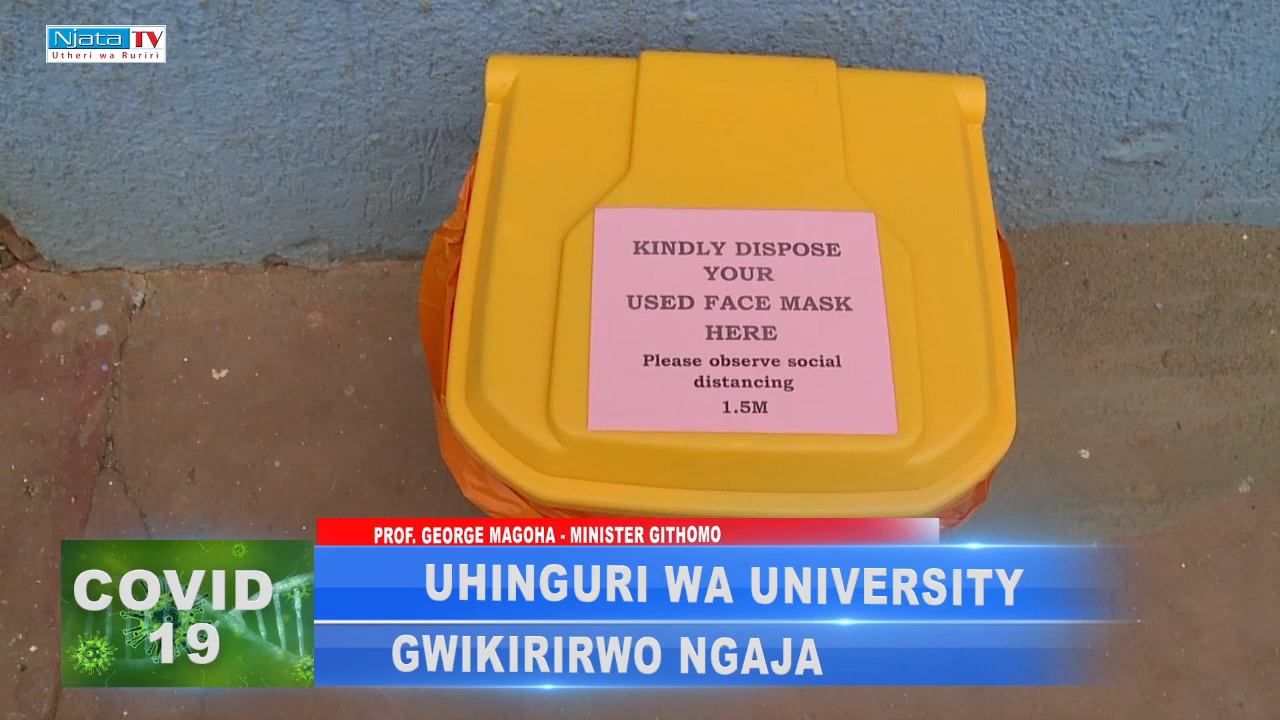 Njata TV
Utheri wa Ruriri
KINDLY DISPOSE
YOUR
USED FACE MASK
HERE
Please observe social
distancing
1.5M
PROF. GEORGE MAGOHA - MINISTER GITHOMO
COVID
19
UHINGURI WA UNIVERSITY
GWIKIRIRWO NGAJA